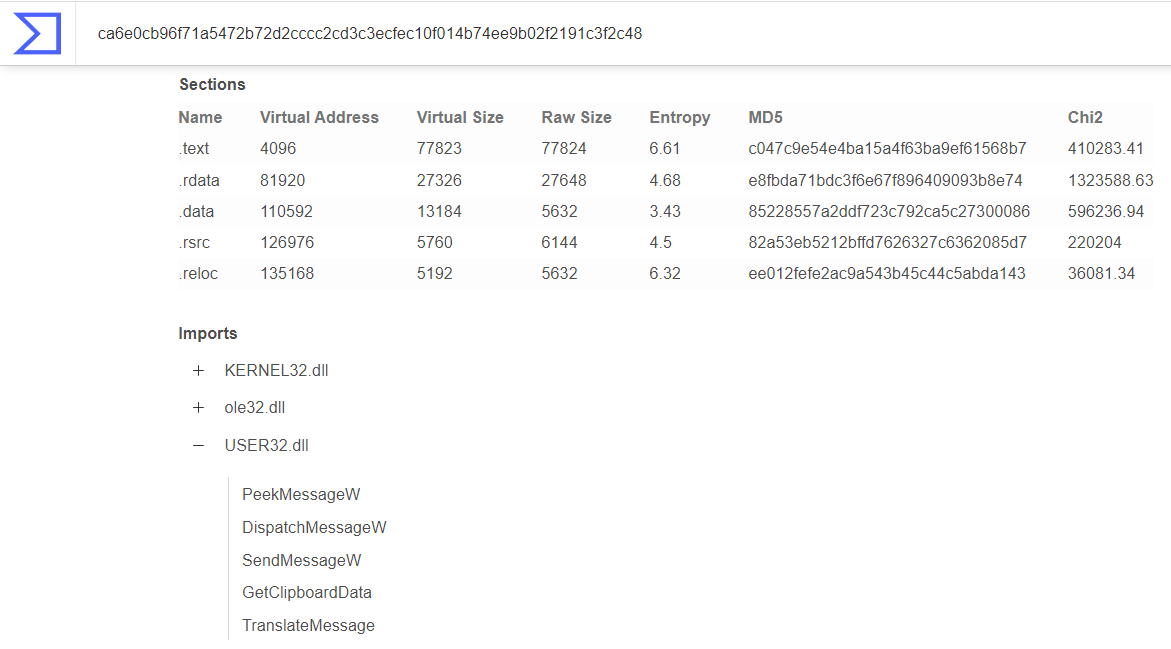 ca6e0cb96f71a5472b72d2cccc2cd3c3ecfec10f014b74ee9b02f2191c3f2c48
Sections
Name Virtual Address Virtual Size Raw Size Entropy MD5 Chi2
.text 4096 77823 77824 6.61 c047c9e54e4ba15a4f63ba9ef61568b7 410283.41
.rdata 81920 27326 27648 4.68 e8fbda71bdc3f6e67f896409093b8e74 1323588.63
.data 110592 13184 5632 3.43 85228557a2ddf723c792ca5c27300086 596236.94
.rsrc 126976 5760 6144 4.5 82a53eb5212bffd7626327c6362085d7 220204
.reloc 135168 5192 5632 6.32 ee012fefe2ac9a543b45c44c5abda143 36081.34
Imports
+ KERNEL32.dll
+ ole32.dll
− USER32.dll
PeekMessageW
DispatchMessageW
SendMessageW
GetClipboardData
TranslateMessage